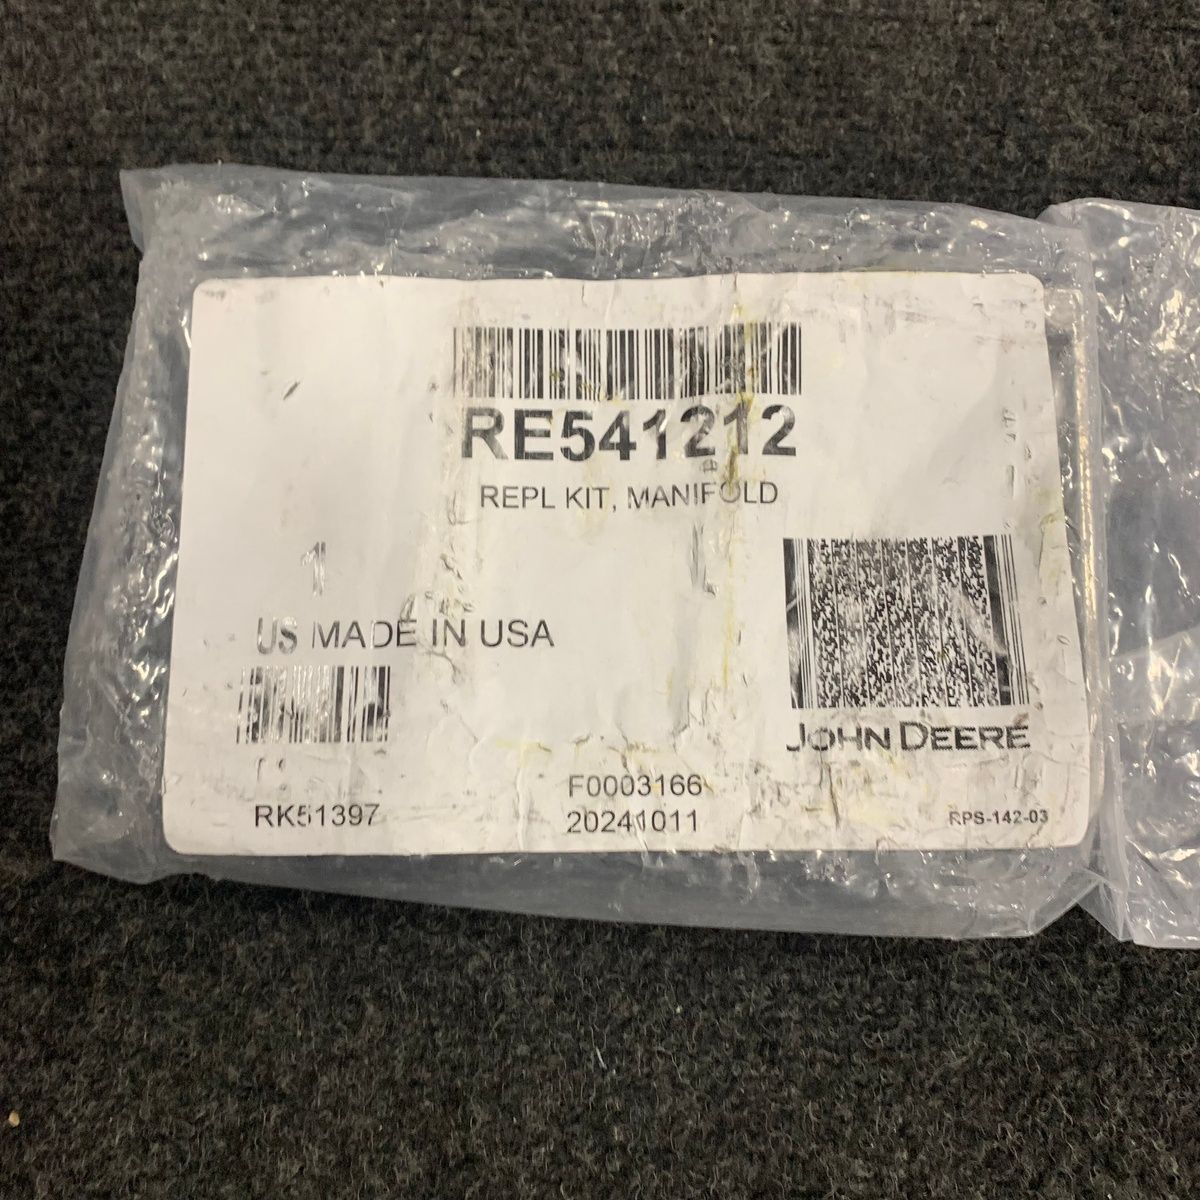 RE541212
REPL KIT, MANIFOLD
1
US MADE IN USA
JOHN DEERE
F0003166
RK51397
20241011
RPS-142-03